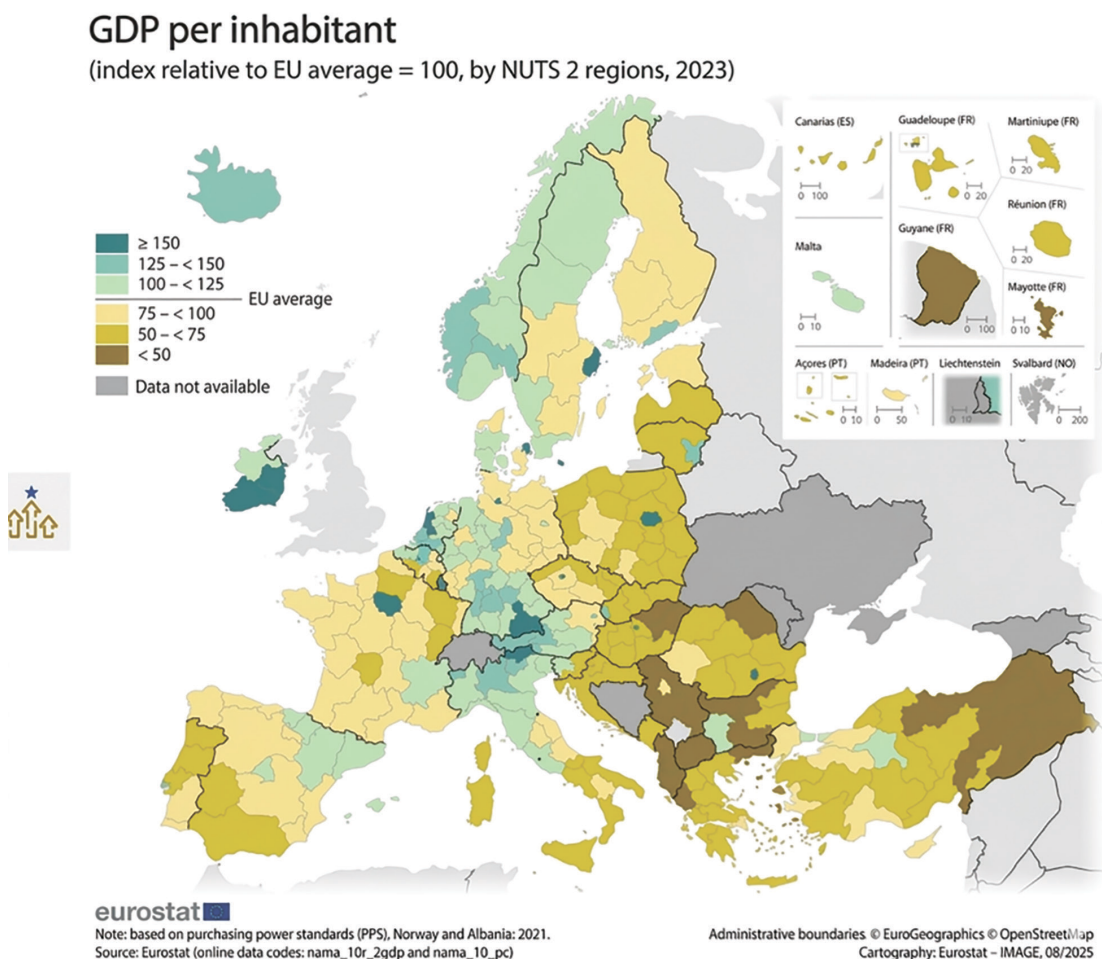 GDP per inhabitant
(index relative to EU average = 100, by NUTS 2 regions, 2023)
≥ 150
125 – < 150
100 – < 125
EU average
75 – < 100
50 – < 75
< 50
Data not available
Canarias (ES)
0 100
Guadeloupe (FR)
0 20
Martiniupe (FR)
0 20
Malta
0 10
Guyane (FR)
0 100
Réunion (FR)
0 20
Mayotte (FR)
0 10
Açores (PT)
0 10
Madeira (PT)
0 50
Liechtenstein
0 10
Svalbard (NO)
0 200
eurostat
Note: based on purchasing power standards (PPS), Norway and Albania: 2021.
Source: Eurostat (online data codes: nama_10r_2gdp and nama_10_pc)
Administrative boundaries © EuroGeographics © OpenStreetMap
Cartography: Eurostat – IMAGE, 08/2025